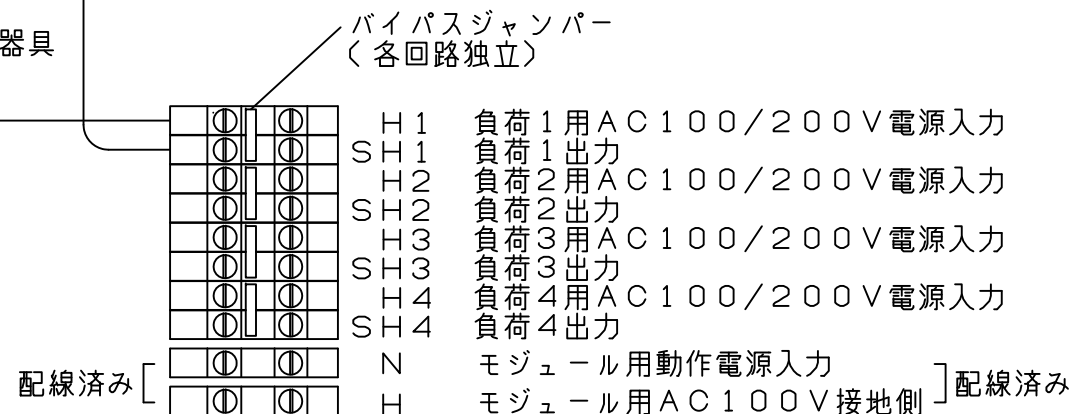 バイパスジャンパー
器具
(各回路独立)
H1 負荷1用AC100/200V電源入力
SH1 負荷1出力
H2 負荷2用AC100/200V電源入力
SH2 負荷2出力
H3 負荷3用AC100/200V電源入力
SH3 負荷3出力
H4 負荷4用AC100/200V電源入力
SH4 負荷4出力
N モジュール用動作電源入力
配線済み 配線済み
H モジュール用AC100V接地側